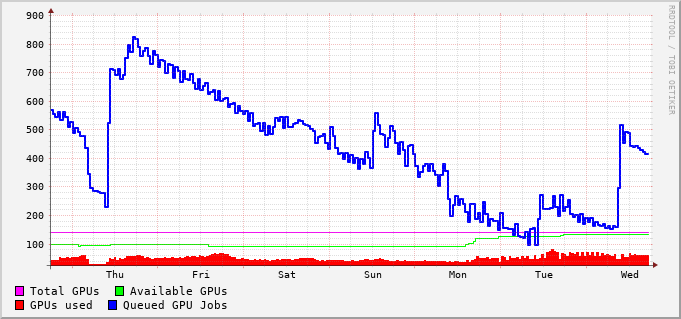 900
800
700
600
500
400
300
200
100
Thu Fri Sat Sun Mon Tue Wed
Total GPUs Available GPUs
GPUs used Queued GPU Jobs
RRDTOOL / TOBI OETIKER